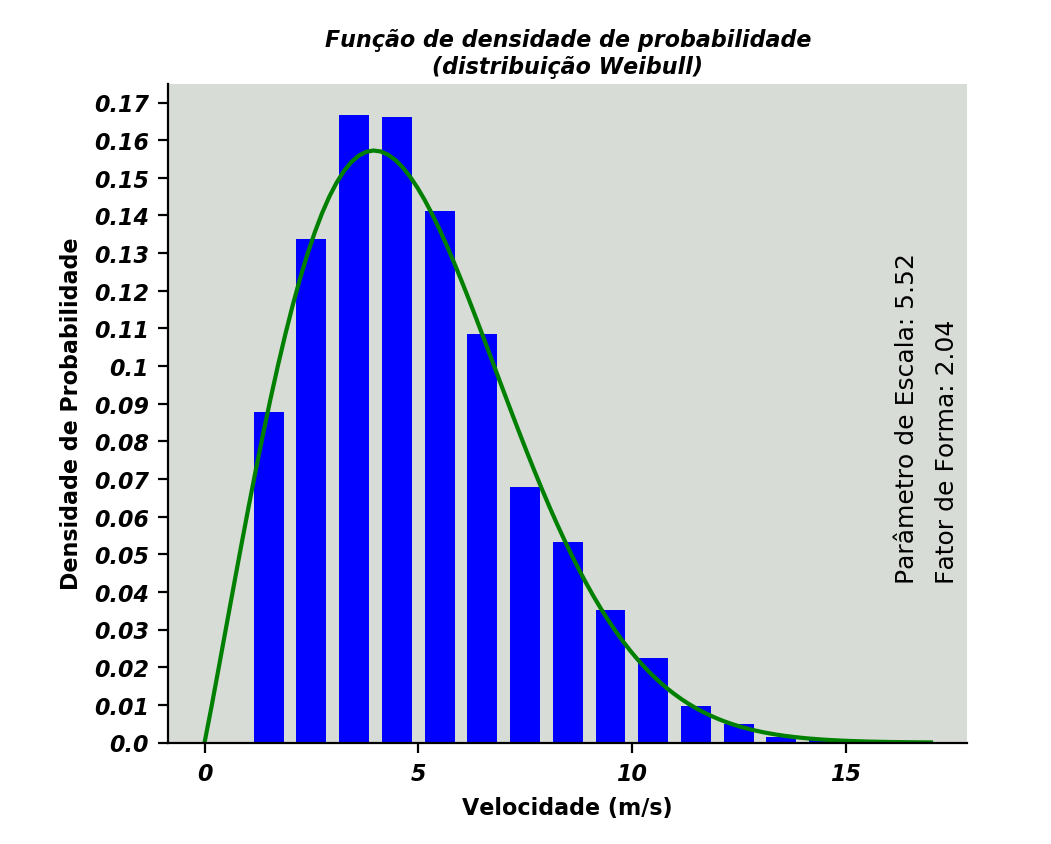 Função de densidade de probabilidade
(distribuição Weibull)
0.17
0.16
0.15
0.14
0.13
0.12
0.11
0.1
0.09
0.08
0.07
0.06
0.05
0.04
0.03
0.02
0.01
0.0
Densidade de Probabilidade
0 5 10 15
Velocidade (m/s)
Parâmetro de Escala: 5.52
Fator de Forma: 2.04